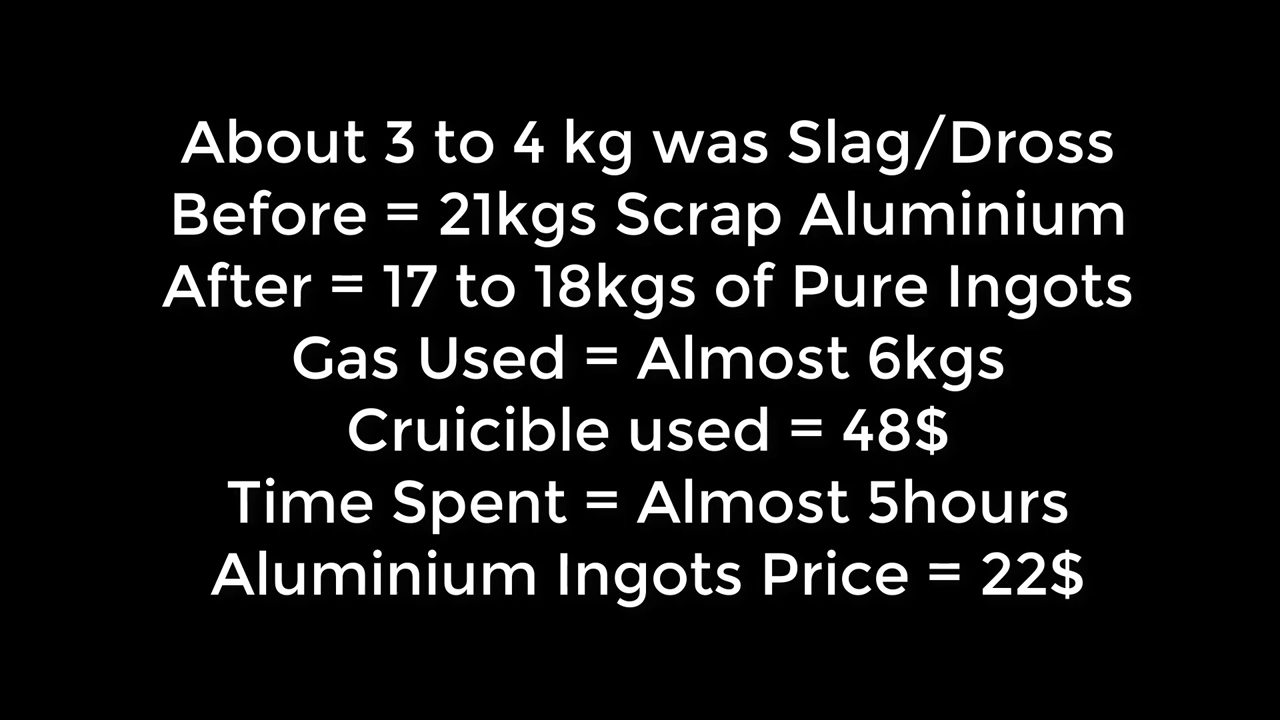 About 3 to 4 kg was Slag/Dross
Before = 21kgs Scrap Aluminium
After = 17 to 18kgs of Pure Ingots
Gas Used = Almost 6kgs
Cruicible used = 48$
Time Spent = Almost 5hours
Aluminium Ingots Price = 22$